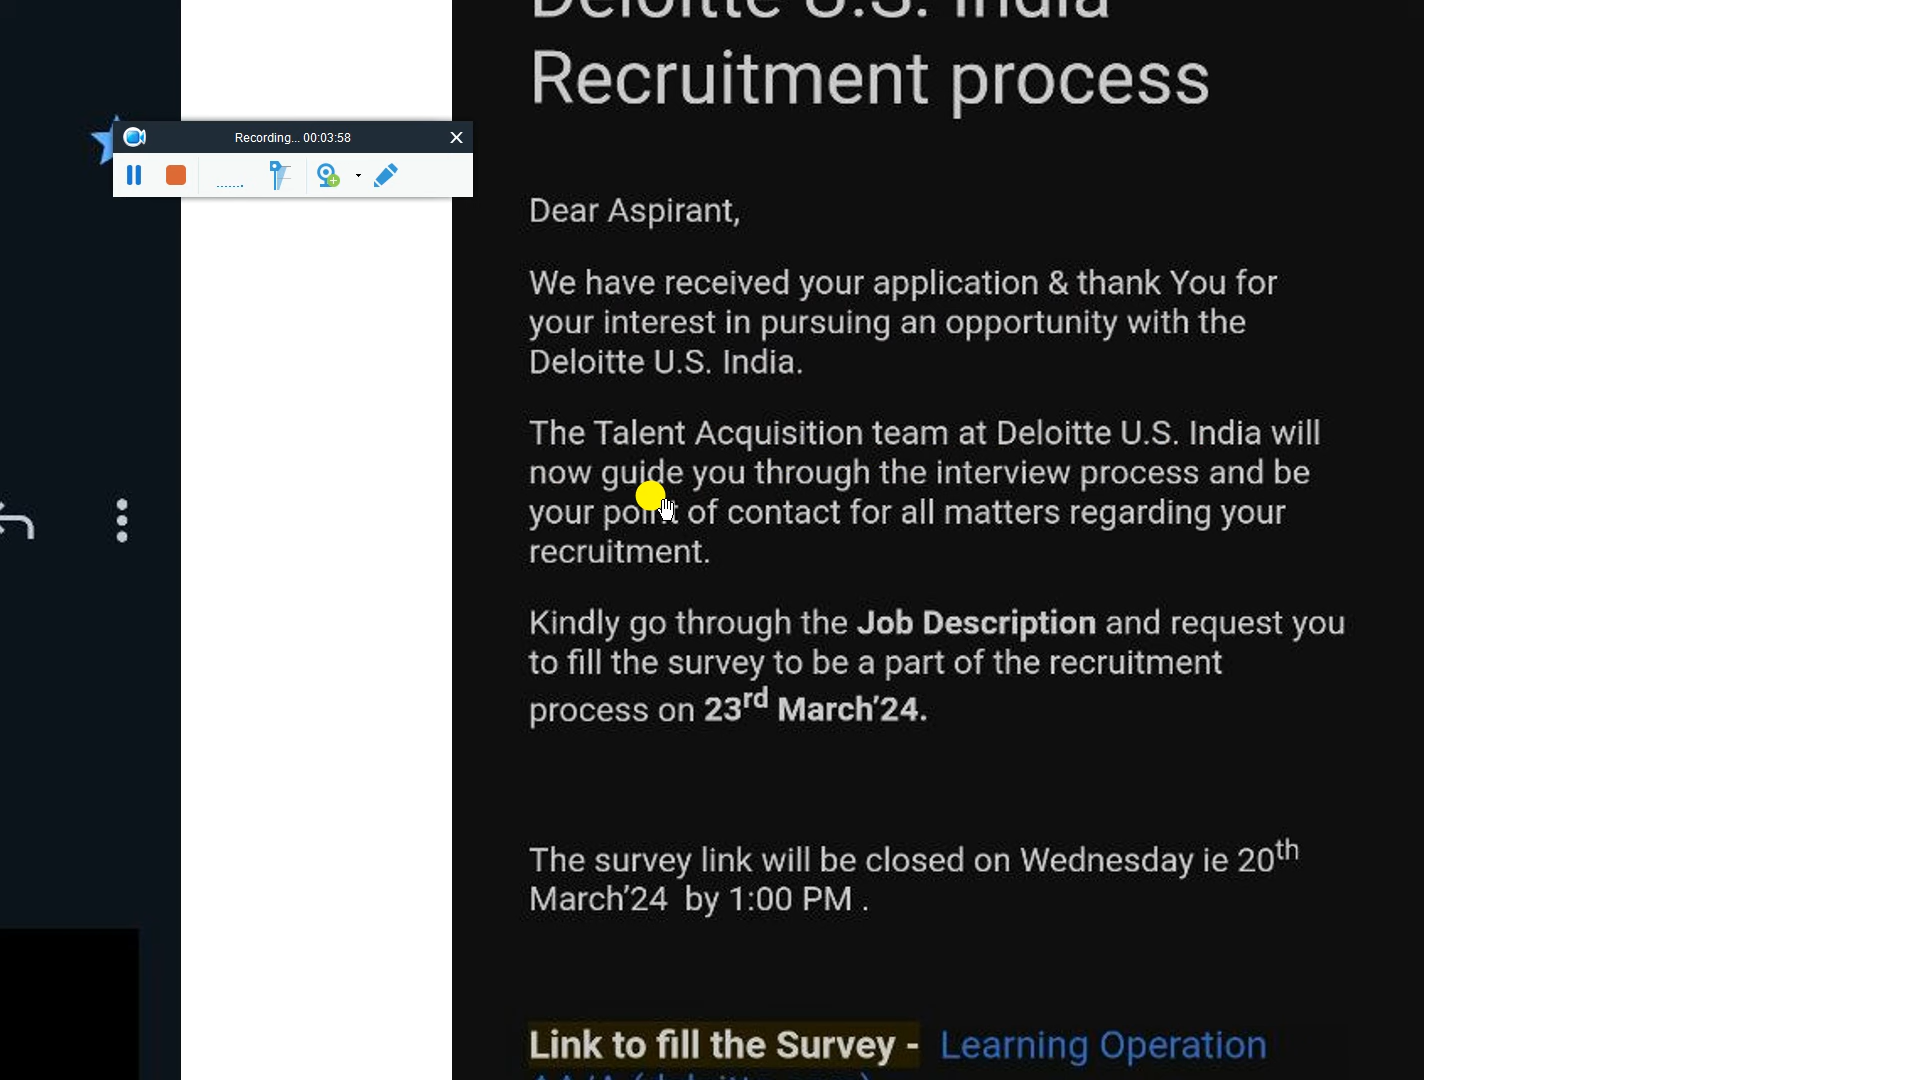 Deloitte U.S. India
Recruitment process
Recording... 00:03:58
Dear Aspirant,
We have received your application & thank You for
your interest in pursuing an opportunity with the
Deloitte U.S. India.
The Talent Acquisition team at Deloitte U.S. India will
now guide you through the interview process and be
your point of contact for all matters regarding your
recruitment.
Kindly go through the Job Description and request you
to fill the survey to be a part of the recruitment
process on 23rd March’24.
The survey link will be closed on Wednesday ie 20th
March’24 by 1:00 PM .
Link to fill the Survey - Learning Operation